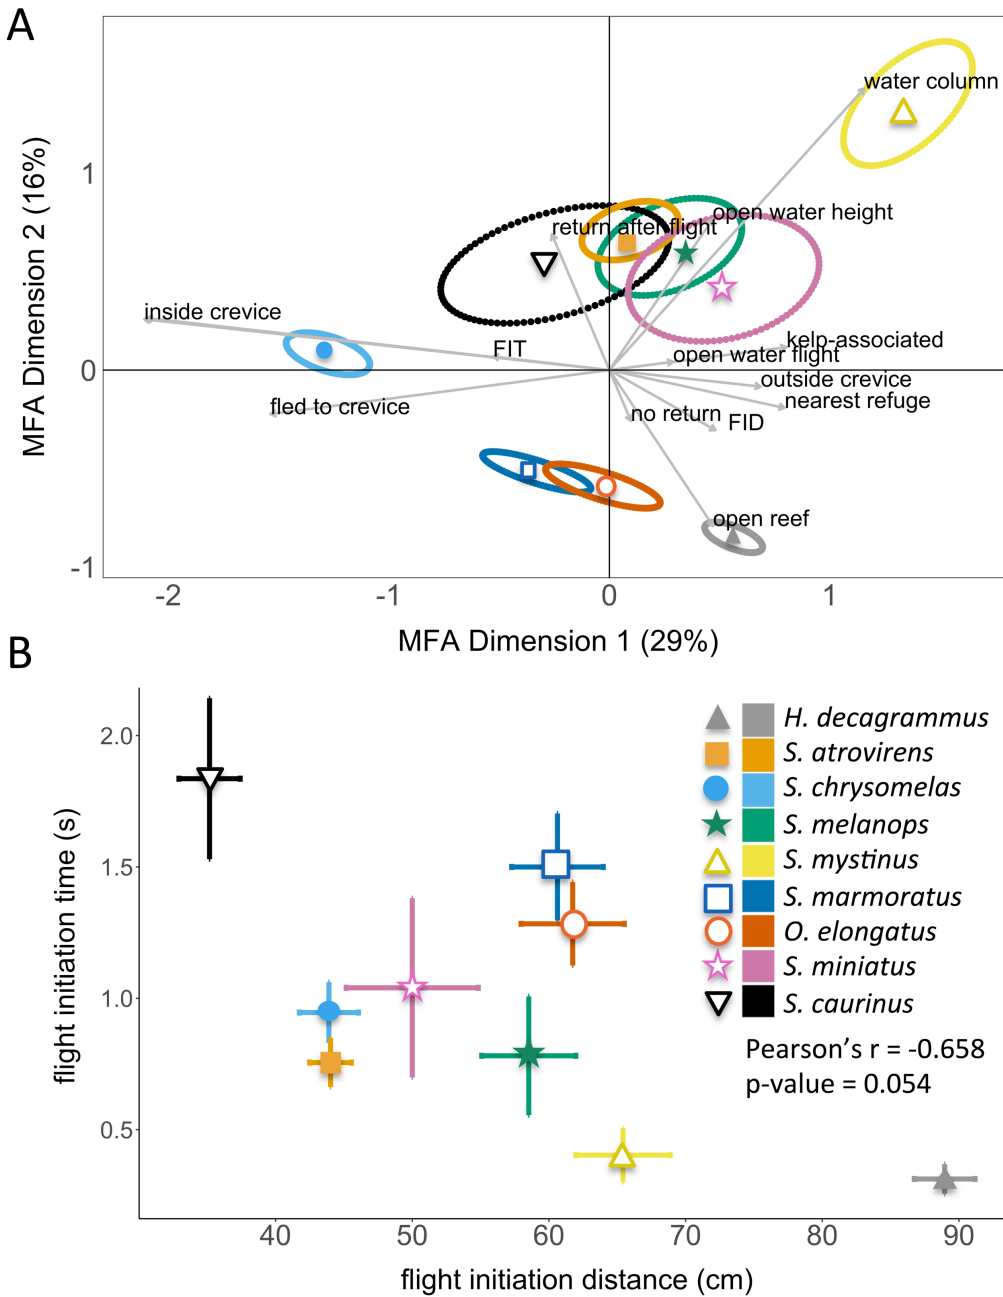 A
water column
open water height
return after flight
inside crevice
kelp-associated
FIT
open water flight
outside crevice
nearest refuge
fled to crevice
no return
FID
open reef
MFA Dimension 2 (16%)
1
0
-1
-2
-1
0
1
MFA Dimension 1 (29%)
B
flight initiation time (s)
2.0
1.5
1.0
0.5
H. decagrammus
S. atrovirens
S. chrysomelas
S. melanops
S. mystinus
S. marmoratus
O. elongatus
S. miniatus
S. caurinus
Pearson’s r = -0.658
p-value = 0.054
40
50
60
70
80
90
flight initiation distance (cm)